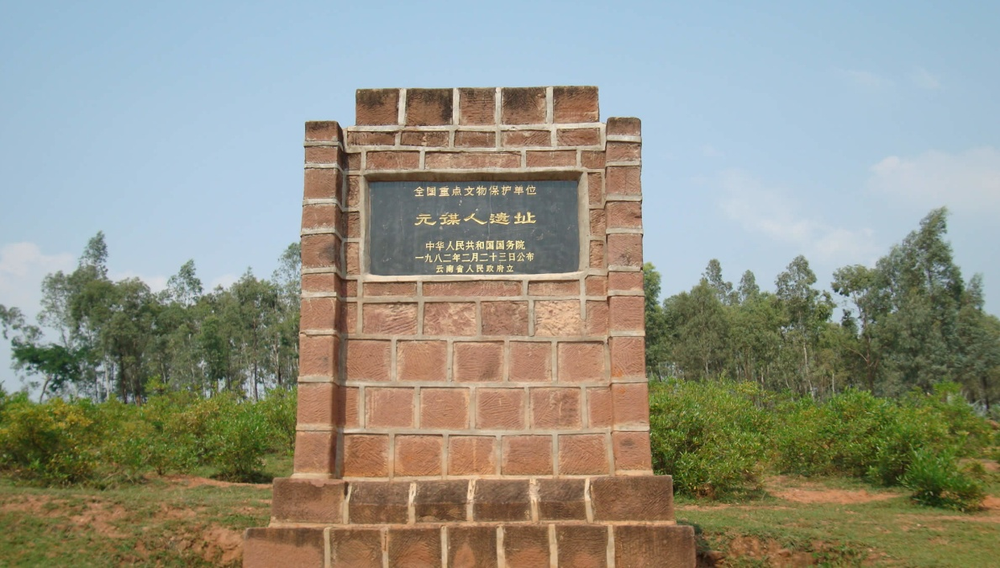 全国重点文物保护单位
元谋人遗址
中华人民共和国国务院
一九八二年二月二十三日公布
云南省人民政府立